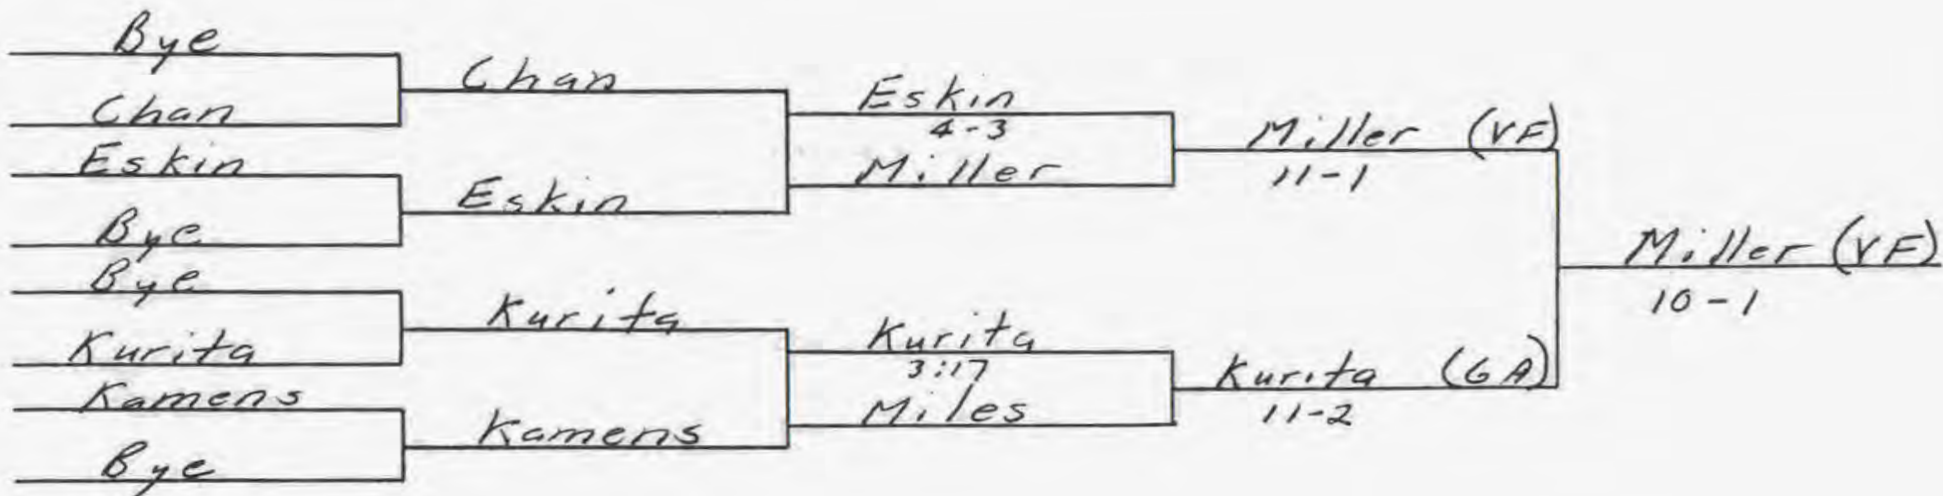 Bye
Chan
Eskin
Bye
Bye
Kurita
Kamens
Bye
Chan
Eskin
Kurita
Kamens
Eskin
4-3
Miller
Kurita
3:17
Miles
Miller (VF)
11-1
Kurita (GA)
11-2
Miller (VF)
10-1